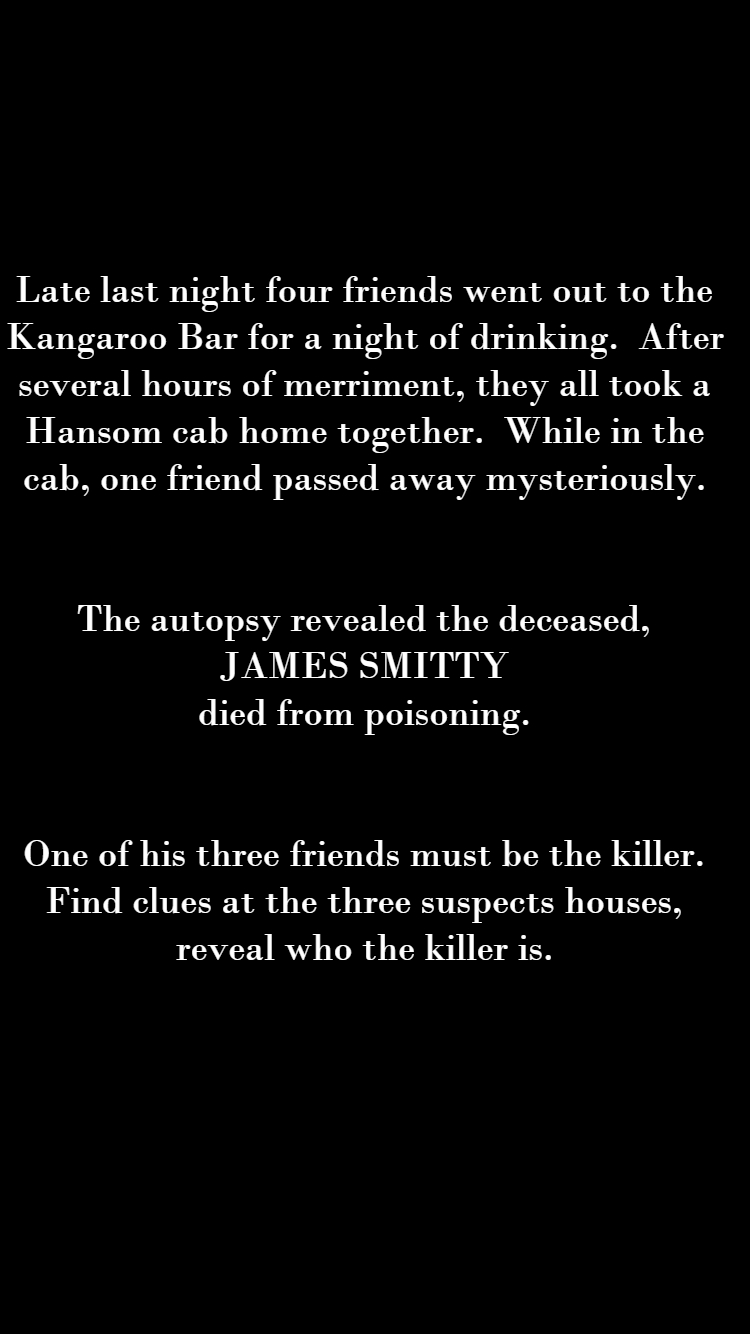 Late last night four friends went out to the
Kangaroo Bar for a night of drinking.  After
several hours of merriment, they all took a
Hansom cab home together.  While in the
cab, one friend passed away mysteriously.
The autopsy revealed the deceased,
JAMES SMITTY
died from poisoning.
One of his three friends must be the killer.
Find clues at the three suspects houses,
reveal who the killer is.